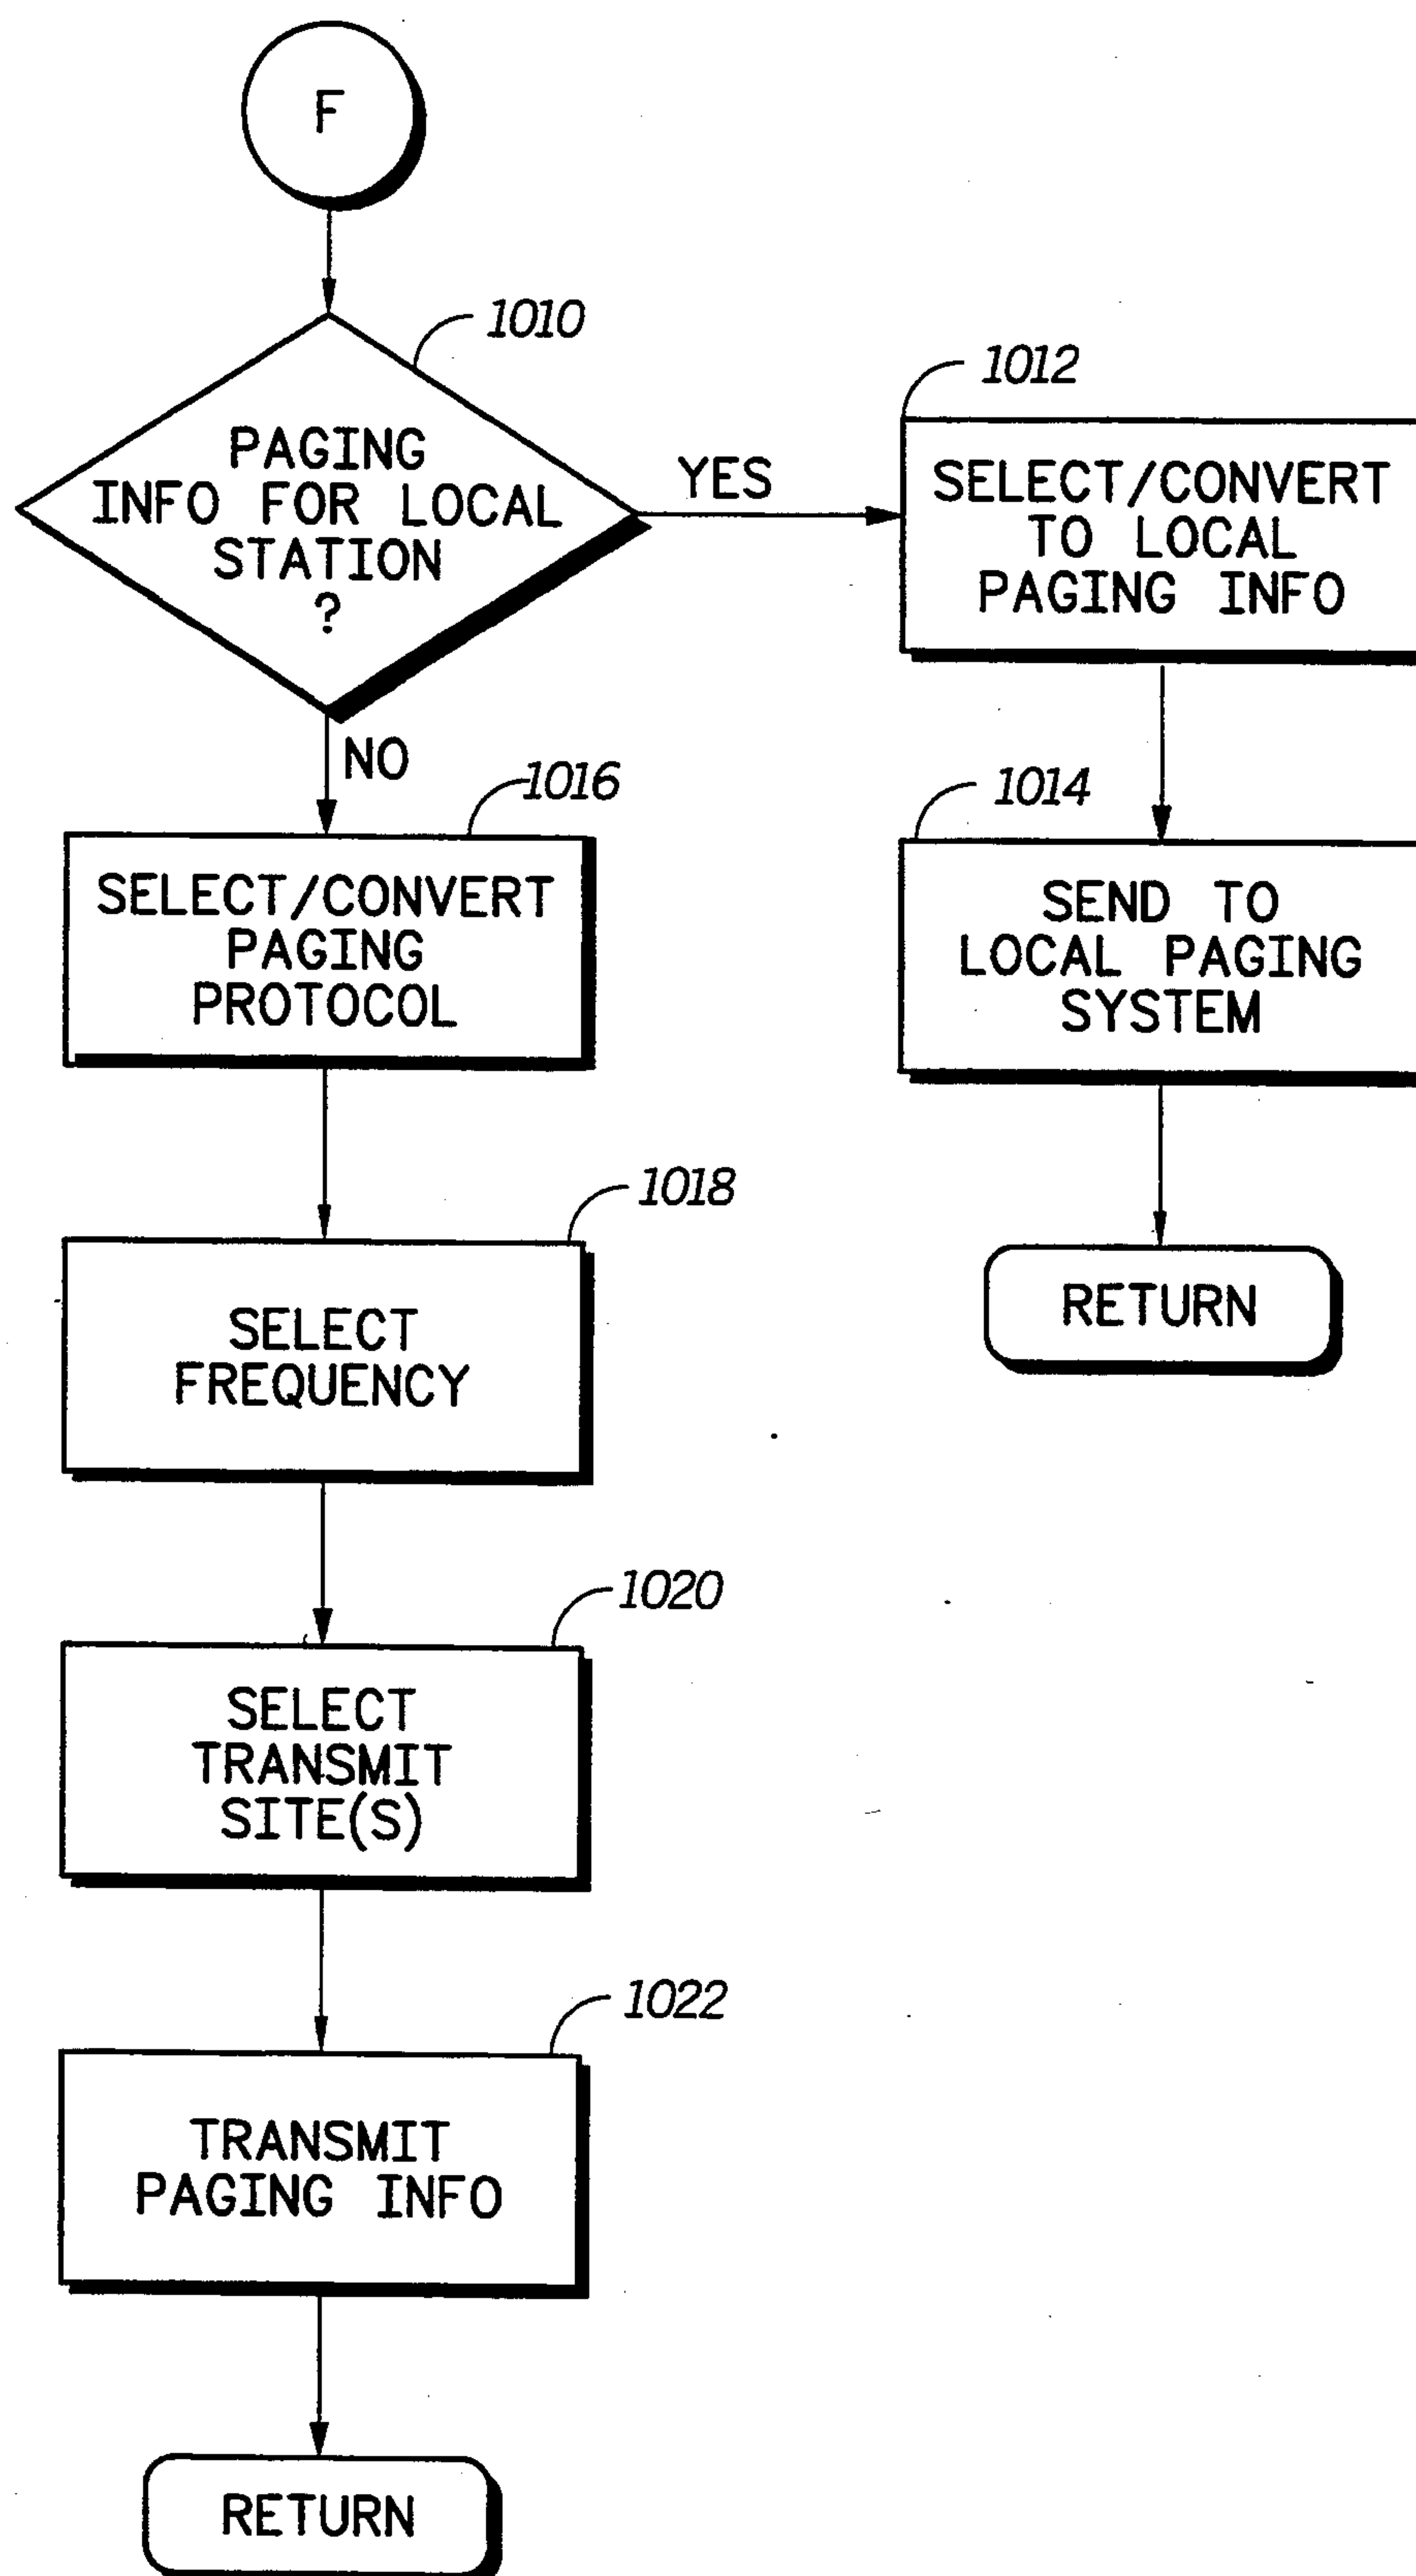 F
1010
PAGING
INFO FOR LOCAL
STATION
?
YES
1012
SELECT/CONVERT
TO LOCAL
PAGING INFO
1014
SEND TO
LOCAL PAGING
SYSTEM
RETURN
NO
1016
SELECT/CONVERT
PAGING
PROTOCOL
1018
SELECT
FREQUENCY
1020
SELECT
TRANSMIT
SITE(S)
1022
TRANSMIT
PAGING INFO
RETURN